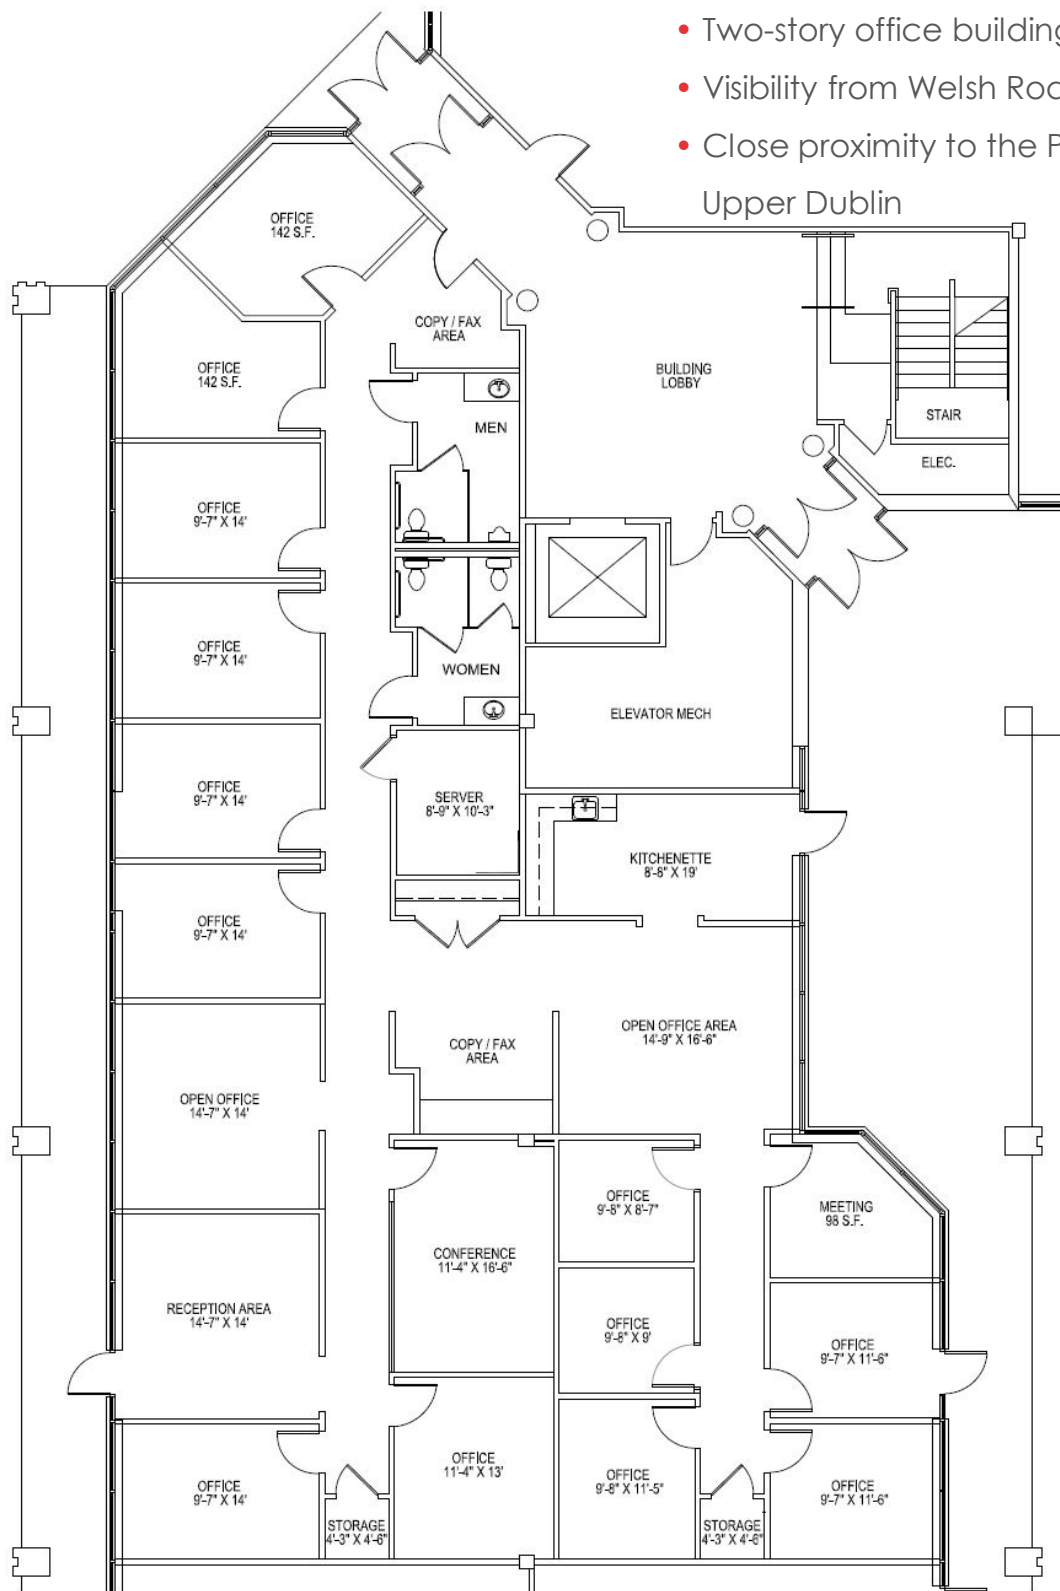 • Two-story office building
• Visibility from Welsh Roa
• Close proximity to the P
Upper Dublin
OFFICE
142 S.F.
COPY / FAX
AREA
OFFICE
142 S.F.
BUILDING
LOBBY
STAIR
MEN
ELEC.
OFFICE
9'-7" X 14'
OFFICE
9'-7" X 14'
WOMEN
ELEVATOR MECH
OFFICE
9'-7" X 14'
SERVER
8'-9" X 10'-3"
KITCHENETTE
8'-8" X 19'
OFFICE
9'-7" X 14'
OPEN OFFICE AREA
14'-9" X 16'-6"
COPY / FAX
AREA
OPEN OFFICE
14'-7" X 14'
OFFICE
9'-8" X 8'-7"
MEETING
98 S.F.
CONFERENCE
11'-4" X 16'-6"
RECEPTION AREA
14'-7" X 14'
OFFICE
9'-8" X 9'
OFFICE
9'-7" X 11'-6"
OFFICE
11'-4" X 13'
OFFICE
9'-8" X 11'-5"
OFFICE
9'-7" X 14'
OFFICE
9'-7" X 11'-6"
STORAGE
4'-3" X 4'-6"
STORAGE
4'-3" X 4'-6"